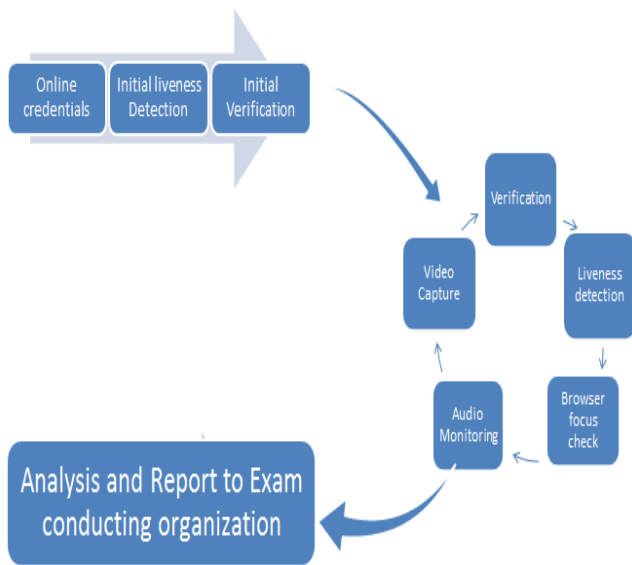 Online
credentials
Initial liveness
Detection
Initial
Verification
Verification
Liveness
detection
Browser
focus
check
Audio
Monitoring
Video
Capture
Analysis and Report to Exam
conducting organization